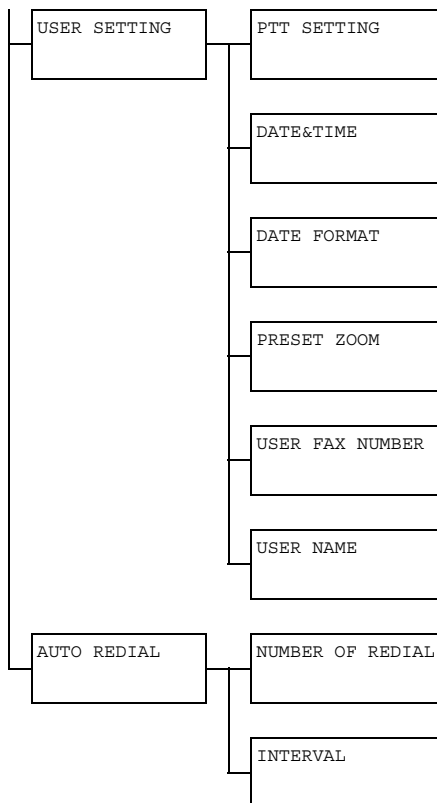 USER SETTING
PTT SETTING
DATE&TIME
DATE FORMAT
PRESET ZOOM
USER FAX NUMBER
USER NAME
AUTO REDIAL
NUMBER OF REDIAL
INTERVAL